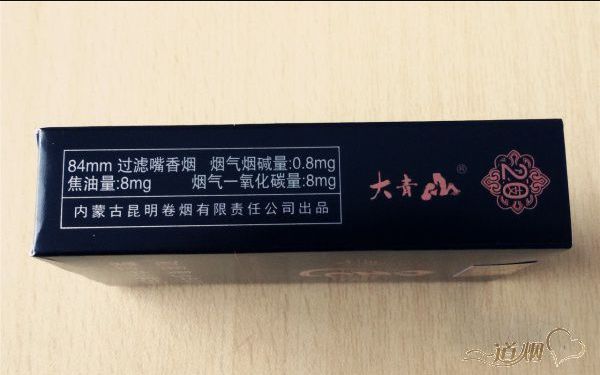 84mm 过滤嘴香烟 烟气烟碱量:0.8mg
焦油量:8mg 烟气一氧化碳量:8mg
内蒙古昆明卷烟有限责任公司出品
大青山®
20
一道烟